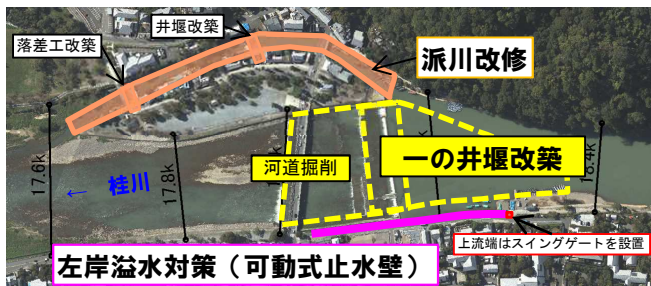 井堰改築
落差工改築
派川改修
河道掘削
一の井堰改築
17.6k
17.8k
18.4k
← 桂川
上流端はスイングゲートを設置
左岸溢水対策（可動式止水壁）